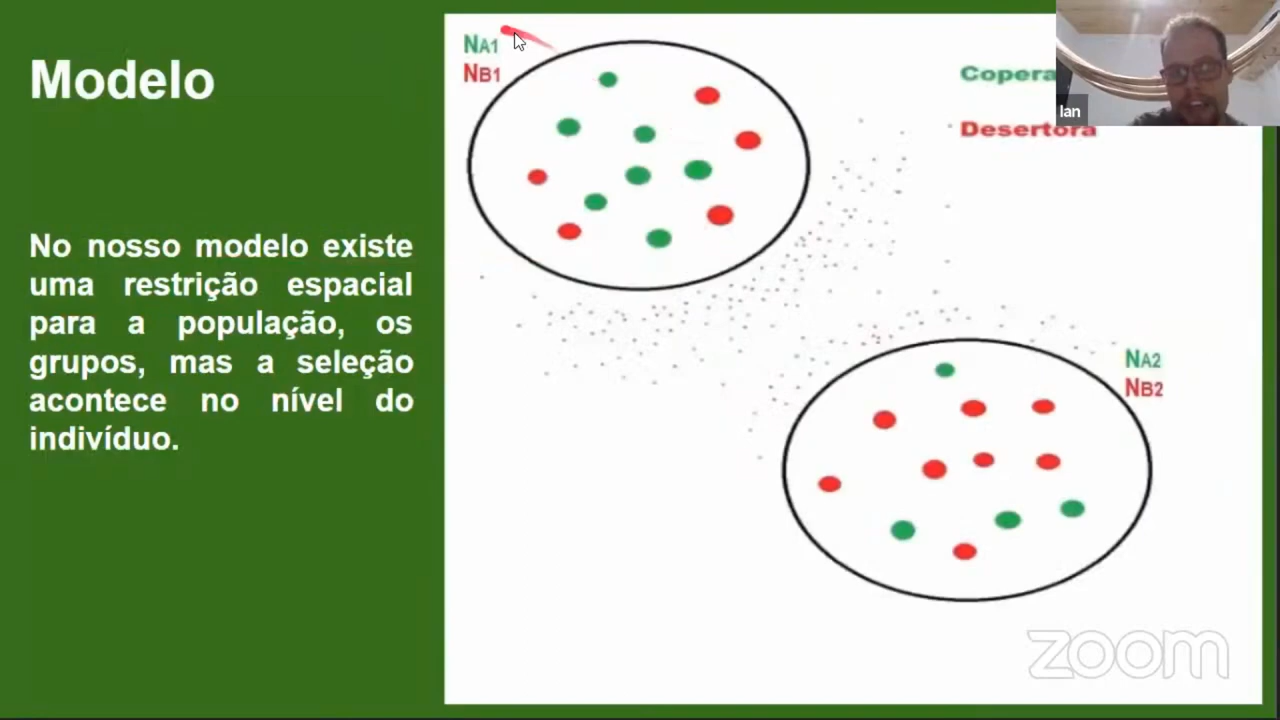 Modelo
No nosso modelo existe
uma restrição espacial
para a população, os
grupos, mas a seleção
acontece no nível do
indivíduo.
NA1
NB1
Desertora
Ian
NA2
NB2
zoom